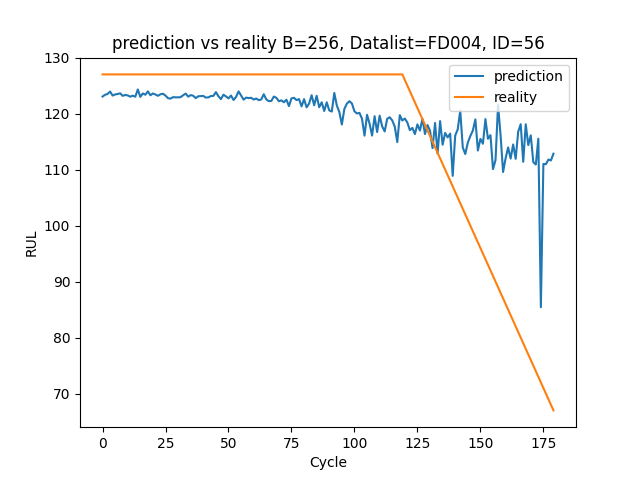 prediction vs reality B=256, Datalist=FD004, ID=56
130
120
110
100
90
80
70
RUL
0 25 50 75 100 125 150 175
Cycle
prediction
reality